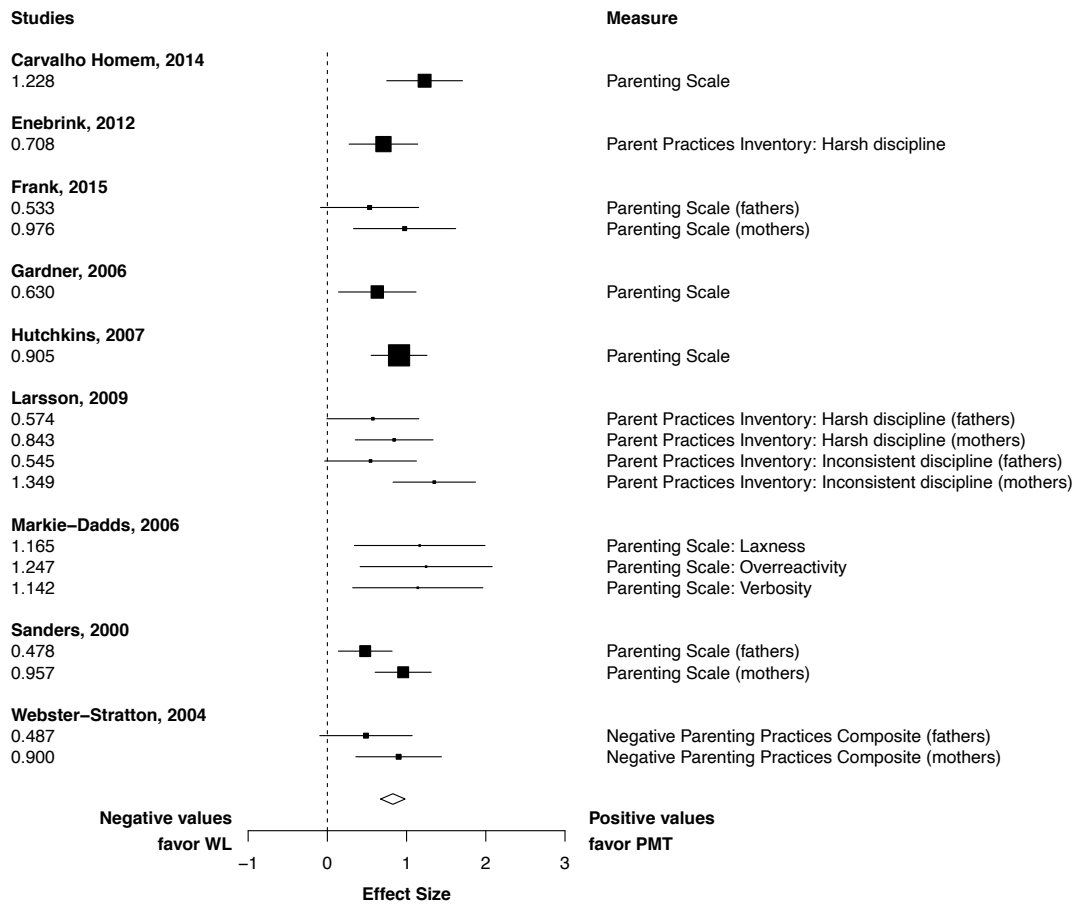 Studies Measure
Carvalho Homem, 2014
1.228 Parenting Scale
Enebrink, 2012
0.708 Parent Practices Inventory: Harsh discipline
Frank, 2015
0.533 Parenting Scale (fathers)
0.976 Parenting Scale (mothers)
Gardner, 2006
0.630 Parenting Scale
Hutchkins, 2007
0.905 Parenting Scale
Larsson, 2009
0.574 Parent Practices Inventory: Harsh discipline (fathers)
0.843 Parent Practices Inventory: Harsh discipline (mothers)
0.545 Parent Practices Inventory: Inconsistent discipline (fathers)
1.349 Parent Practices Inventory: Inconsistent discipline (mothers)
Markie−Dadds, 2006
1.165 Parenting Scale: Laxness
1.247 Parenting Scale: Overreactivity
1.142 Parenting Scale: Verbosity
Sanders, 2000
0.478 Parenting Scale (fathers)
0.957 Parenting Scale (mothers)
Webster−Stratton, 2004
0.487 Negative Parenting Practices Composite (fathers)
0.900 Negative Parenting Practices Composite (mothers)
Negative values Positive values
favor WL favor PMT
−1 0 1 2 3
Effect Size